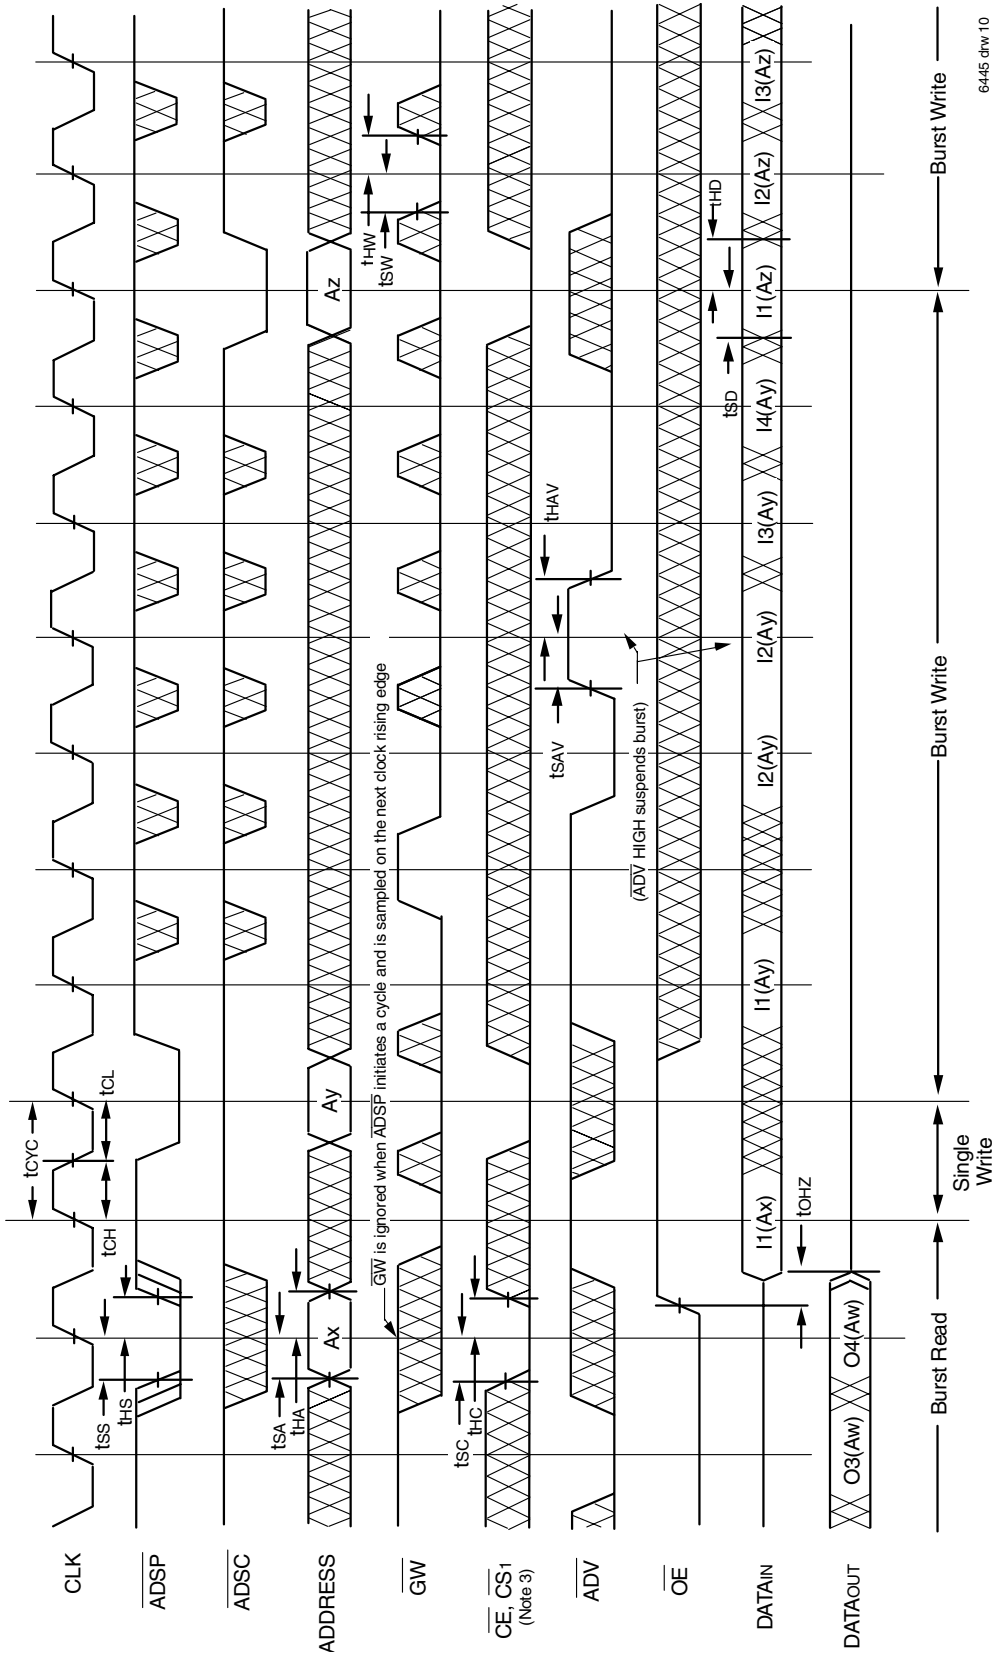 CLK
tCYC
tCH
tCL
ADSP
tSS
tHS
ADSC
ADDRESS
tSA
tHA
Ax
Ay
Az
GW
GW is ignored when ADSP initiates a cycle and is sampled on the next clock rising edge
tHW
tSW
CE, CS1
(Note 3)
tSC
tHC
ADV
tSAV
tHAV
(ADV HIGH suspends burst)
OE
DATAIN
I1(Ax)
I1(Ay)
I2(Ay)
I2(Ay)
I3(Ay)
I4(Ay)
I1(Az)
I2(Az)
I3(Az)
tSD
tHD
DATAOUT
O3(Aw)
O4(Aw)
tOHZ
Burst Read
Single
Write
Burst Write
Burst Write
6445 drw 10